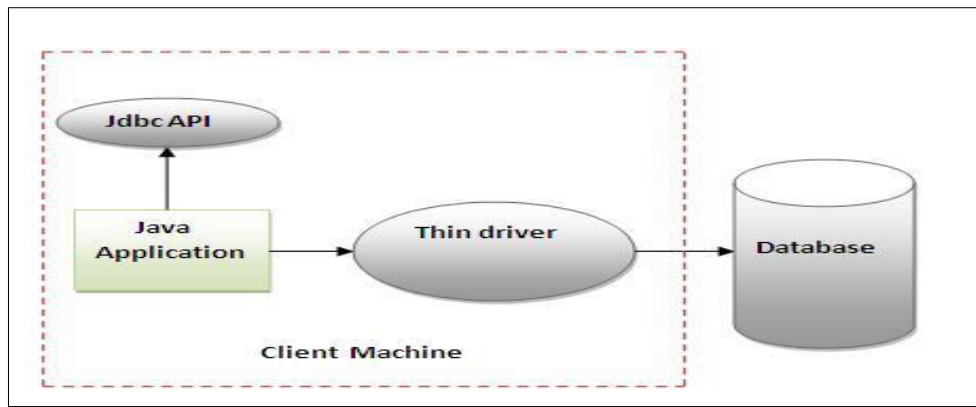 Jdbc API
Java
Application
Thin driver
Database
Client Machine